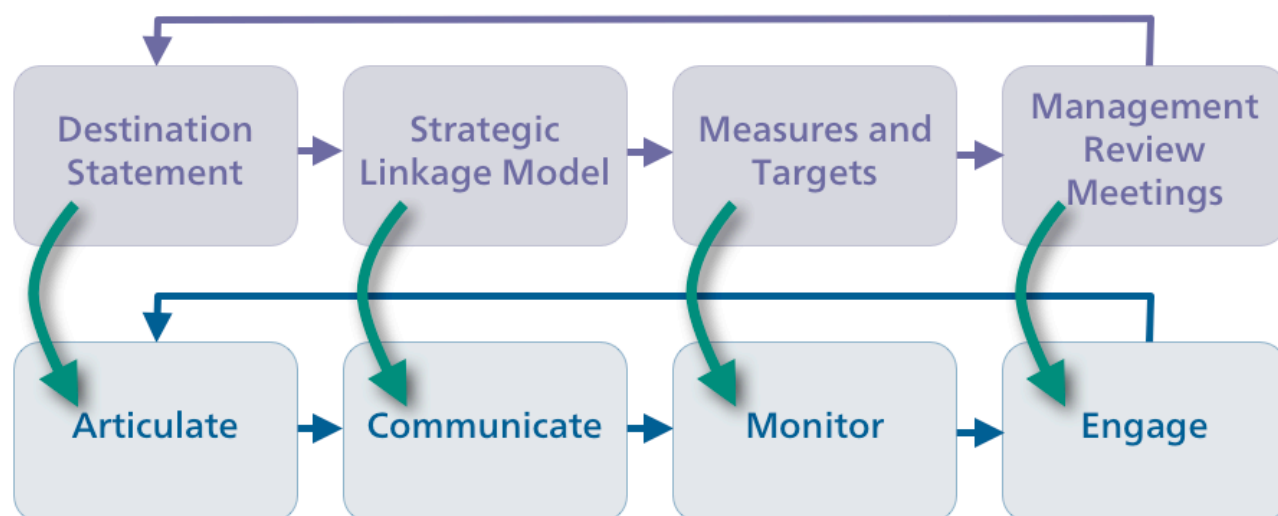 Destination
Statement
Strategic
Linkage Model
Measures and
Targets
Management
Review
Meetings
Articulate
Communicate
Monitor
Engage